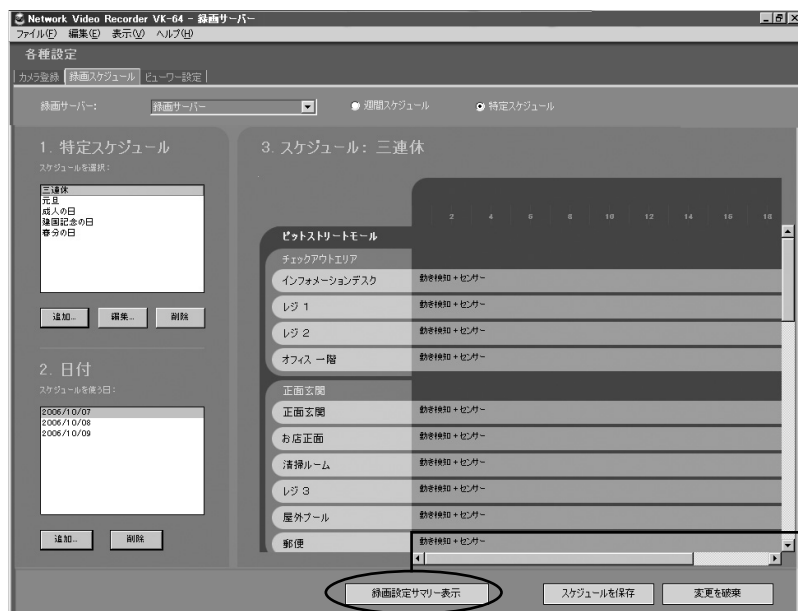 Network Video Recorder VK-64 - 録画サーバー
ファイル(F) 編集(E) 表示(V) ヘルプ(H)
各種設定
カメラ登録 録画スケジュール ビューワー設定
録画サーバー: 録画サーバー 週間スケジュール 特定スケジュール
1. 特定スケジュール
スケジュールを選択:
三連休
元旦
成人の日
建国記念の日
春分の日
追加... 編集... 削除
2. 日付
スケジュールを使う日:
2006/10/07
2006/10/08
2006/10/09
追加... 削除
3. スケジュール: 三連休
2 4 6 8 10 12 14 16 18
ピットストリートモール
チェックアウトエリア
インフォメーションデスク 動き検知+センサー
レジ 1 動き検知+センサー
レジ 2 動き検知+センサー
オフィス 一階 動き検知+センサー
正面玄関
正面玄関 動き検知+センサー
お店正面 動き検知+センサー
清掃ルーム 動き検知+センサー
レジ 3 動き検知+センサー
屋外プール 動き検知+センサー
郵便 動き検知+センサー
録画設定サマリー表示 スケジュールを保存 変更を破棄